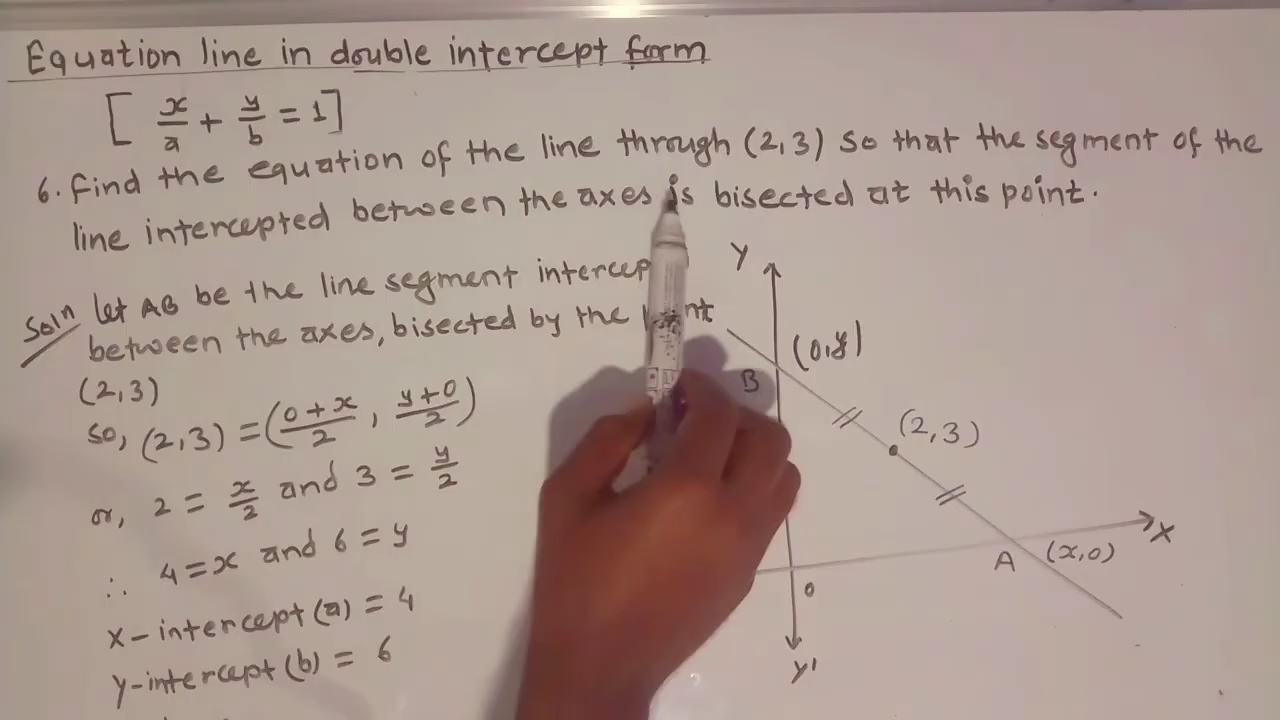 Equation line in double intercept form
[ x/a + y/b = 1 ]
6. Find the equation of the line through (2,3) so that the segment of the
line intercepted between the axes is bisected at this point.
Soln let AB be the line segment intercep
between the axes, bisected by the nt
(2,3)
so, (2,3) = (0+x/2, y+0/2)
or, 2 = x/2 and 3 = y/2
∴ 4 = x and 6 = y
x-intercept (a) = 4
y-intercept (b) = 6
Y
(0,y)
B
(2,3)
X
A (x,0)
0
Y'